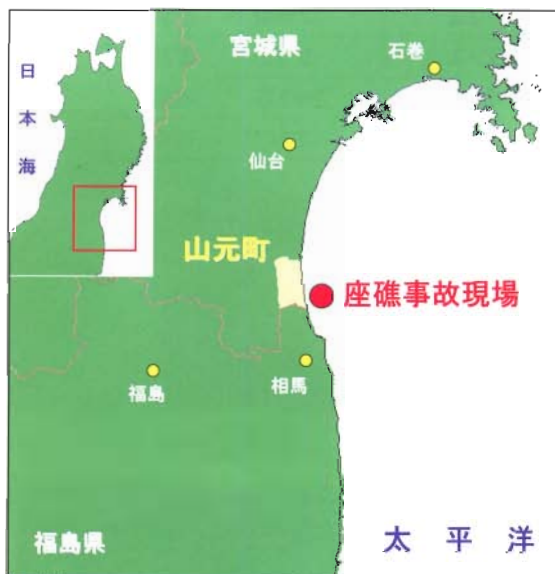 宮城県
石巻
日本海
仙台
山元町
座礁事故現場
福島
相馬
福島県
太平洋